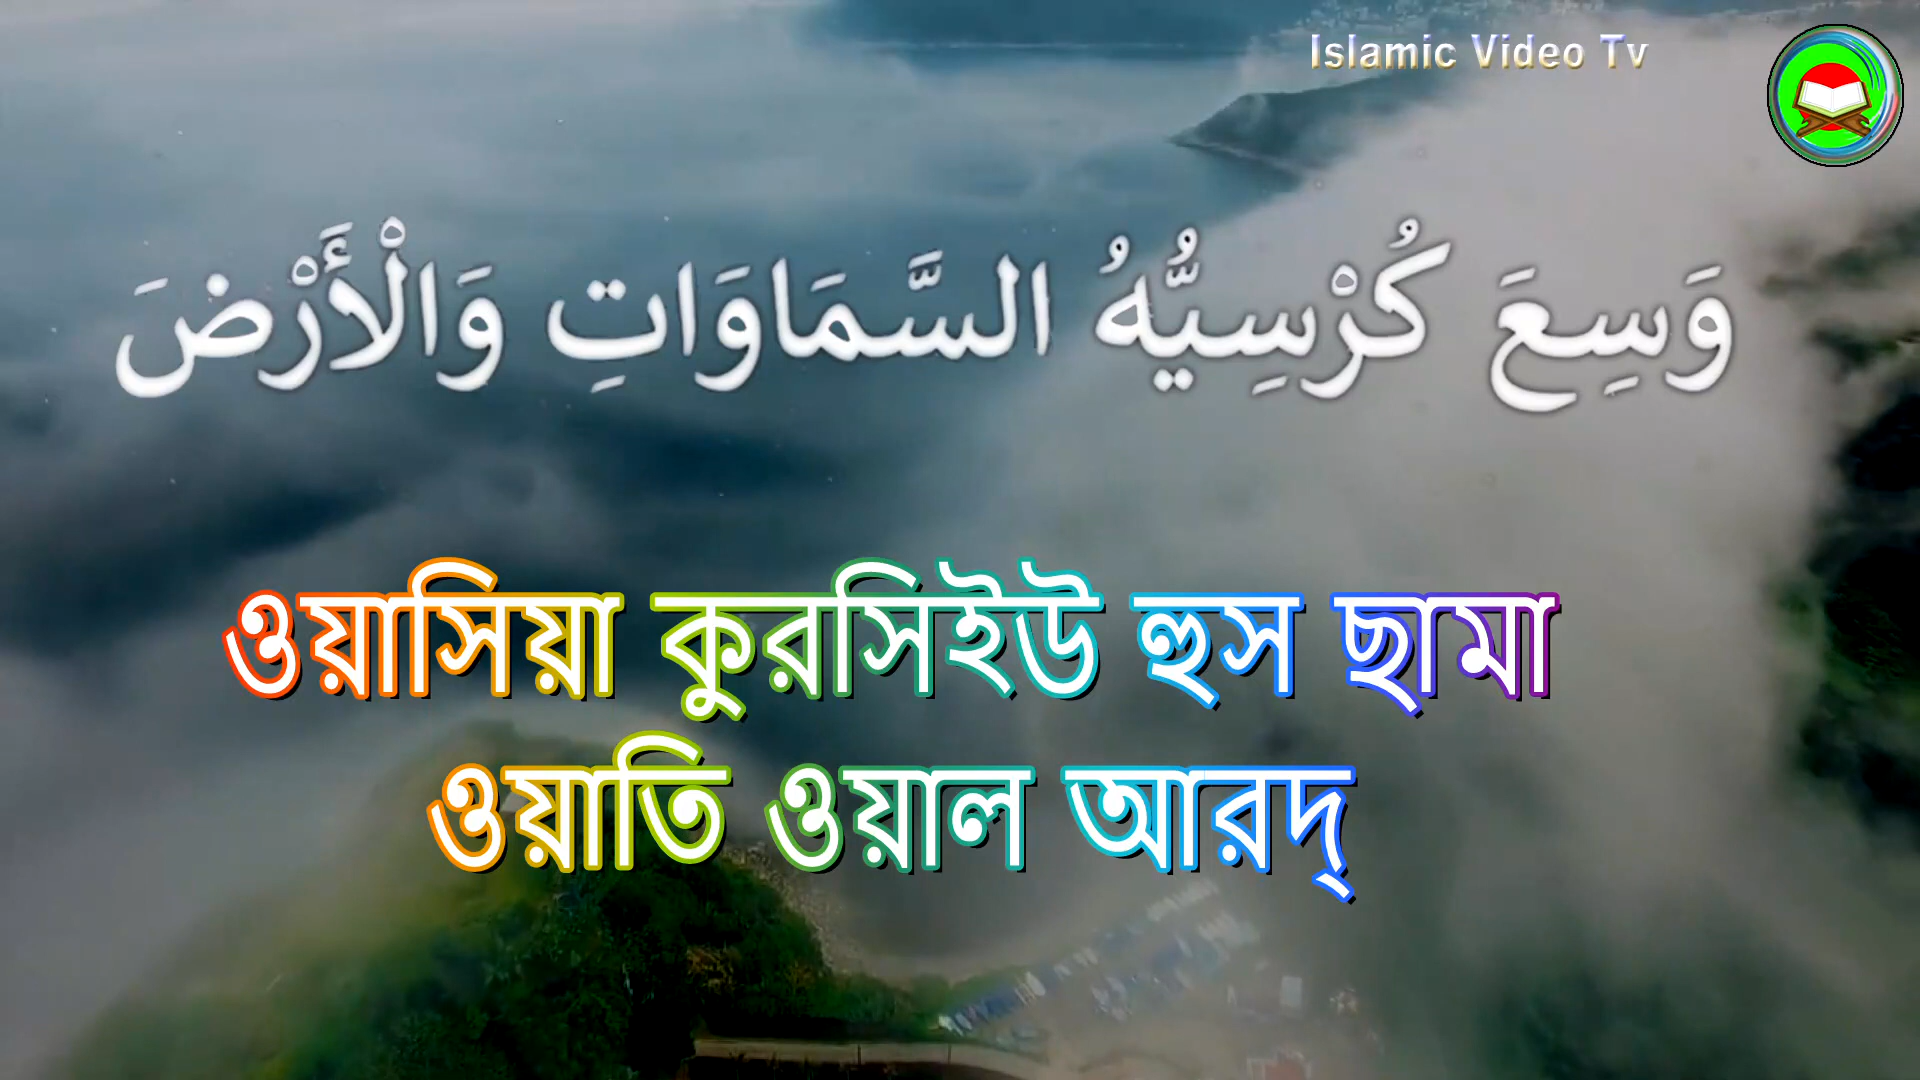 Islamic Video Tv
وَسِعَ كُرْسِيُّهُ السَّمَاوَاتِ وَالْأَرْضَ
ওয়াসিয়া কুরসিইউ হুস ছামা
ওয়াতি ওয়াল আরদ্